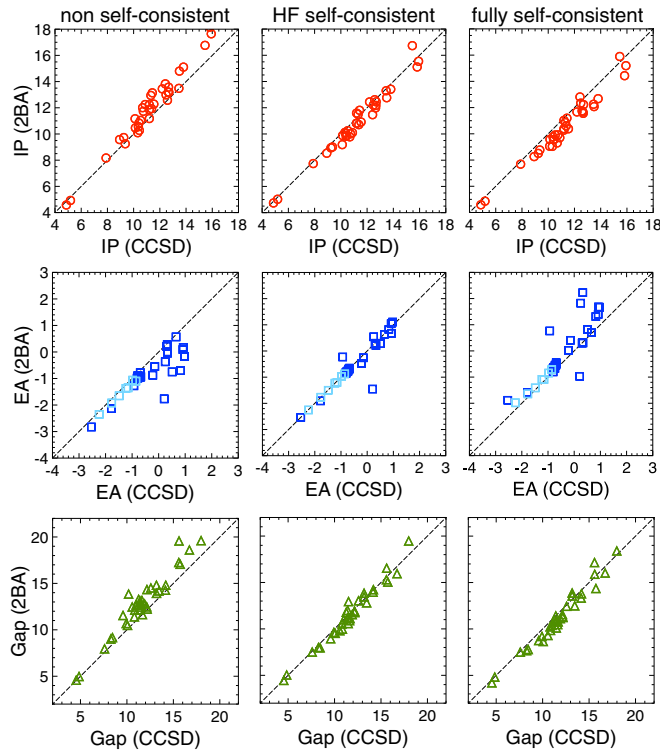 non self-consistent HF self-consistent fully self-consistent
18
16
14
12
10
8
6
4
IP (2BA)
4 6 8 10 12 14 16 18 4 6 8 10 12 14 16 18 4 6 8 10 12 14 16 18
IP (CCSD) IP (CCSD) IP (CCSD)
3
2
1
0
-1
-2
-3
-4
EA (2BA)
-4 -3 -2 -1 0 1 2 3 -4 -3 -2 -1 0 1 2 3 -4 -3 -2 -1 0 1 2 3
EA (CCSD) EA (CCSD) EA (CCSD)
20
15
10
5
Gap (2BA)
5 10 15 20 5 10 15 20 5 10 15 20
Gap (CCSD) Gap (CCSD) Gap (CCSD)